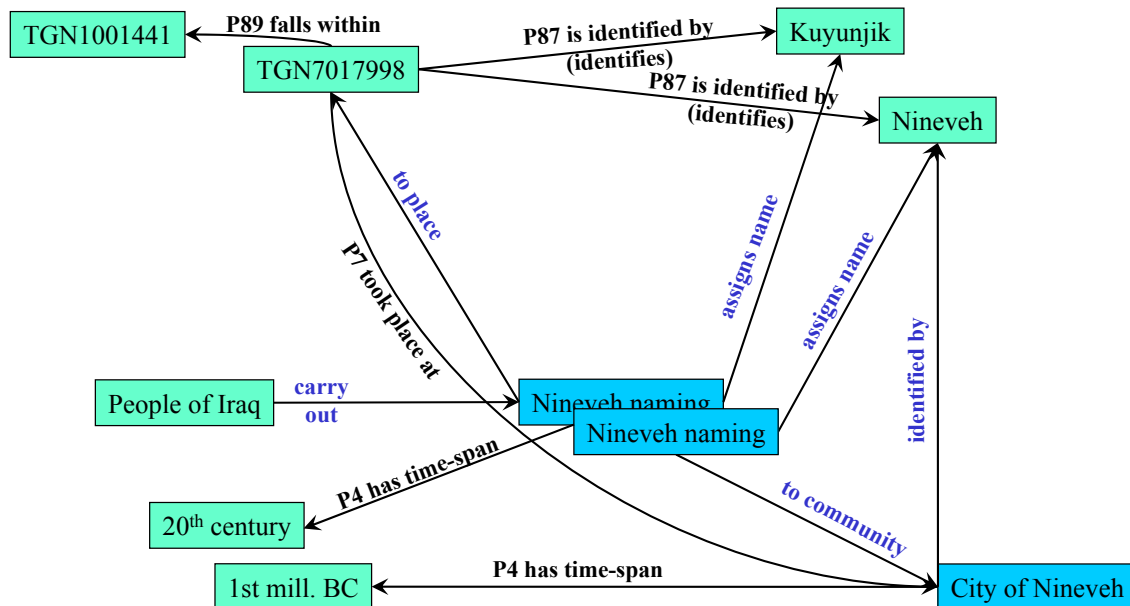 P89 falls within
TGN1001441
Kuyunjik
P87 is identified by
(identifies)
TGN7017998
P87 is identified by
(identifies)
Nineveh
to place
assigns name
assigns name
P7 took place at
identified by
People of Iraq
carry
out
Nineveh naming
Nineveh naming
P4 has time-span
to community
20th century
1st mill. BC
P4 has time-span
City of Nineveh